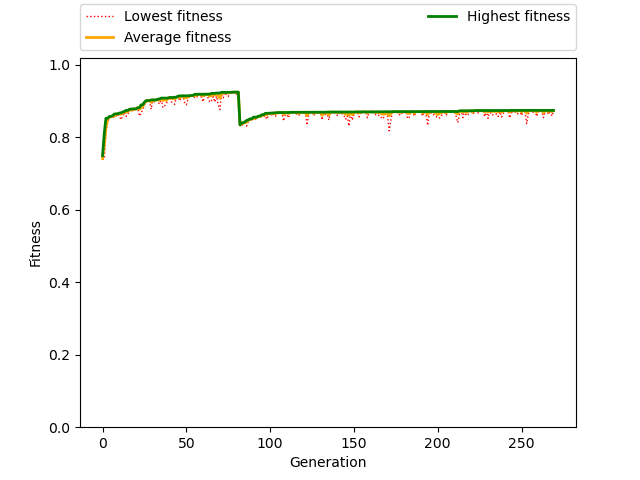 Lowest fitness
Average fitness
Highest fitness
1.0
0.8
0.6
0.4
0.2
0.0
Fitness
0 50 100 150 200 250
Generation